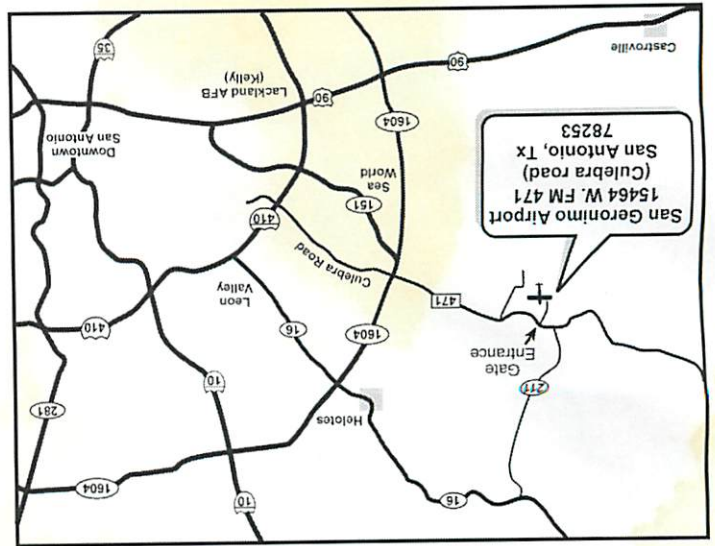 16
10
1604
Helotes
281
211
10
Gate
Entrance
1604
16
410
471
Leon
Valley
Culebra Road
San Geronimo Airport
15464 W. FM 471
(Culebra road)
San Antonio, Tx
78253
410
151
Sea
World
Downtown
San Antonio
1604
90
90
Lackland AFB
(Kelly)
Castroville
35